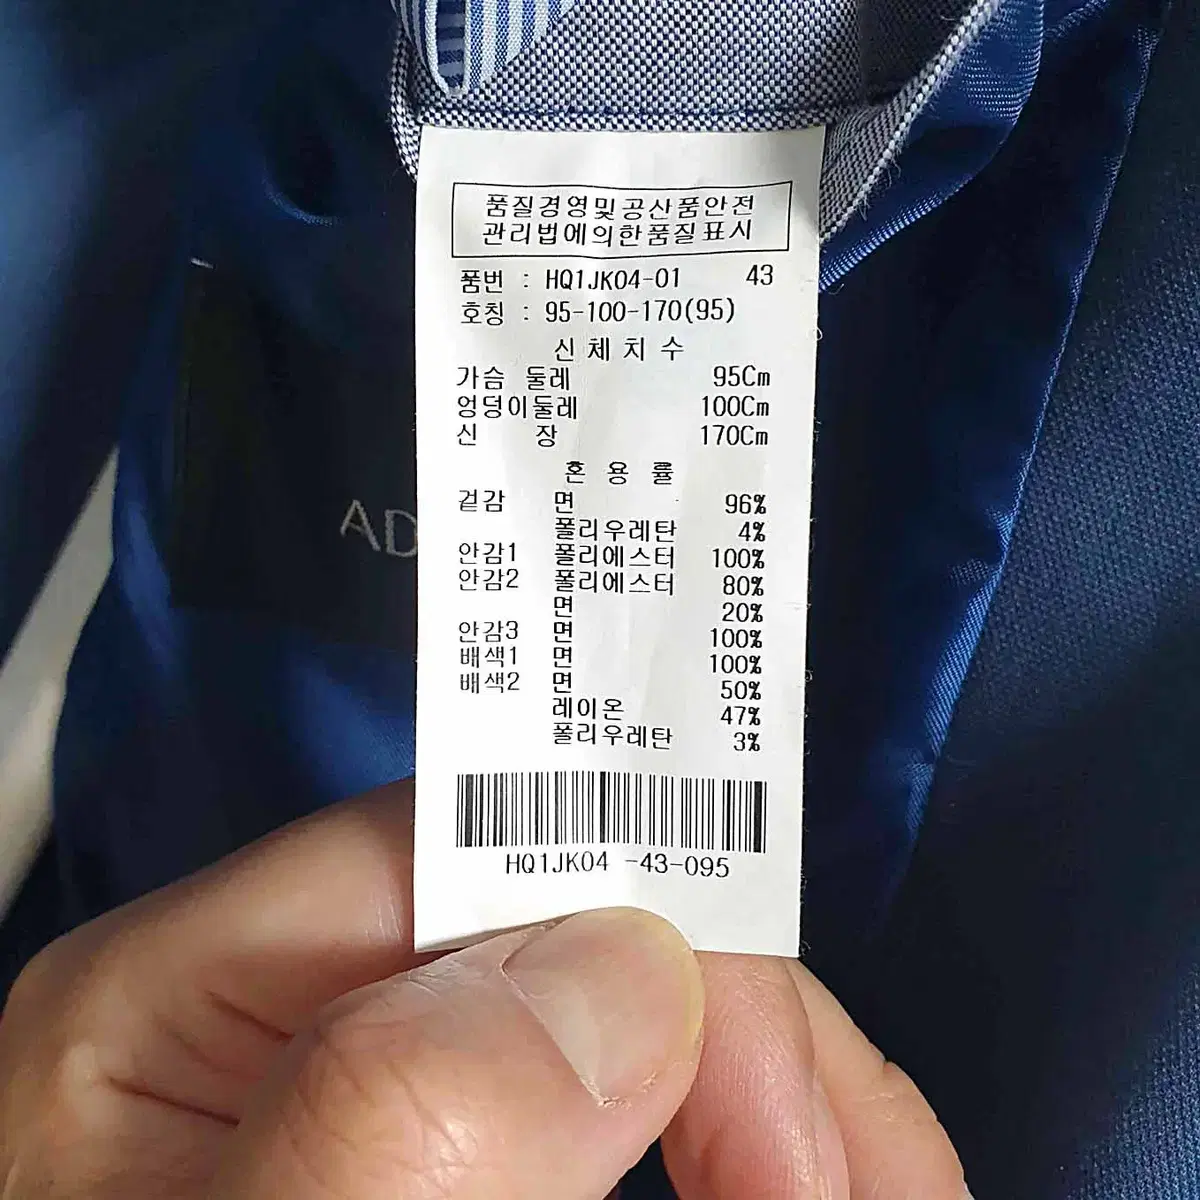 품질경영및공산품안전
관리법에의한품질표시
품번 : HQ1JK04-01 43
호칭 : 95-100-170(95)
신 체 치 수
가슴 둘레 95Cm
엉덩이둘레 100Cm
신 장 170Cm
혼 용 률
겉감 면 96%
폴리우레탄 4%
안감1 폴리에스터 100%
안감2 폴리에스터 80%
면 20%
안감3 면 100%
배색1 면 100%
배색2 면 50%
레이온 47%
폴리우레탄 3%
HQ1JK04 -43-095
AD